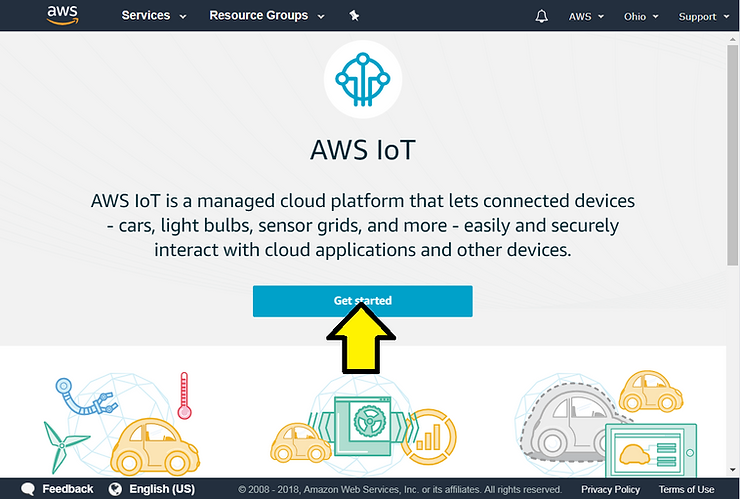 aws Services Resource Groups AWS Ohio Support
AWS IoT
AWS IoT is a managed cloud platform that lets connected devices
- cars, light bulbs, sensor grids, and more - easily and securely
interact with cloud applications and other devices.
Get started
Feedback English (US) © 2008 - 2018, Amazon Web Services, Inc. or its affiliates. All rights reserved. Privacy Policy Terms of Use